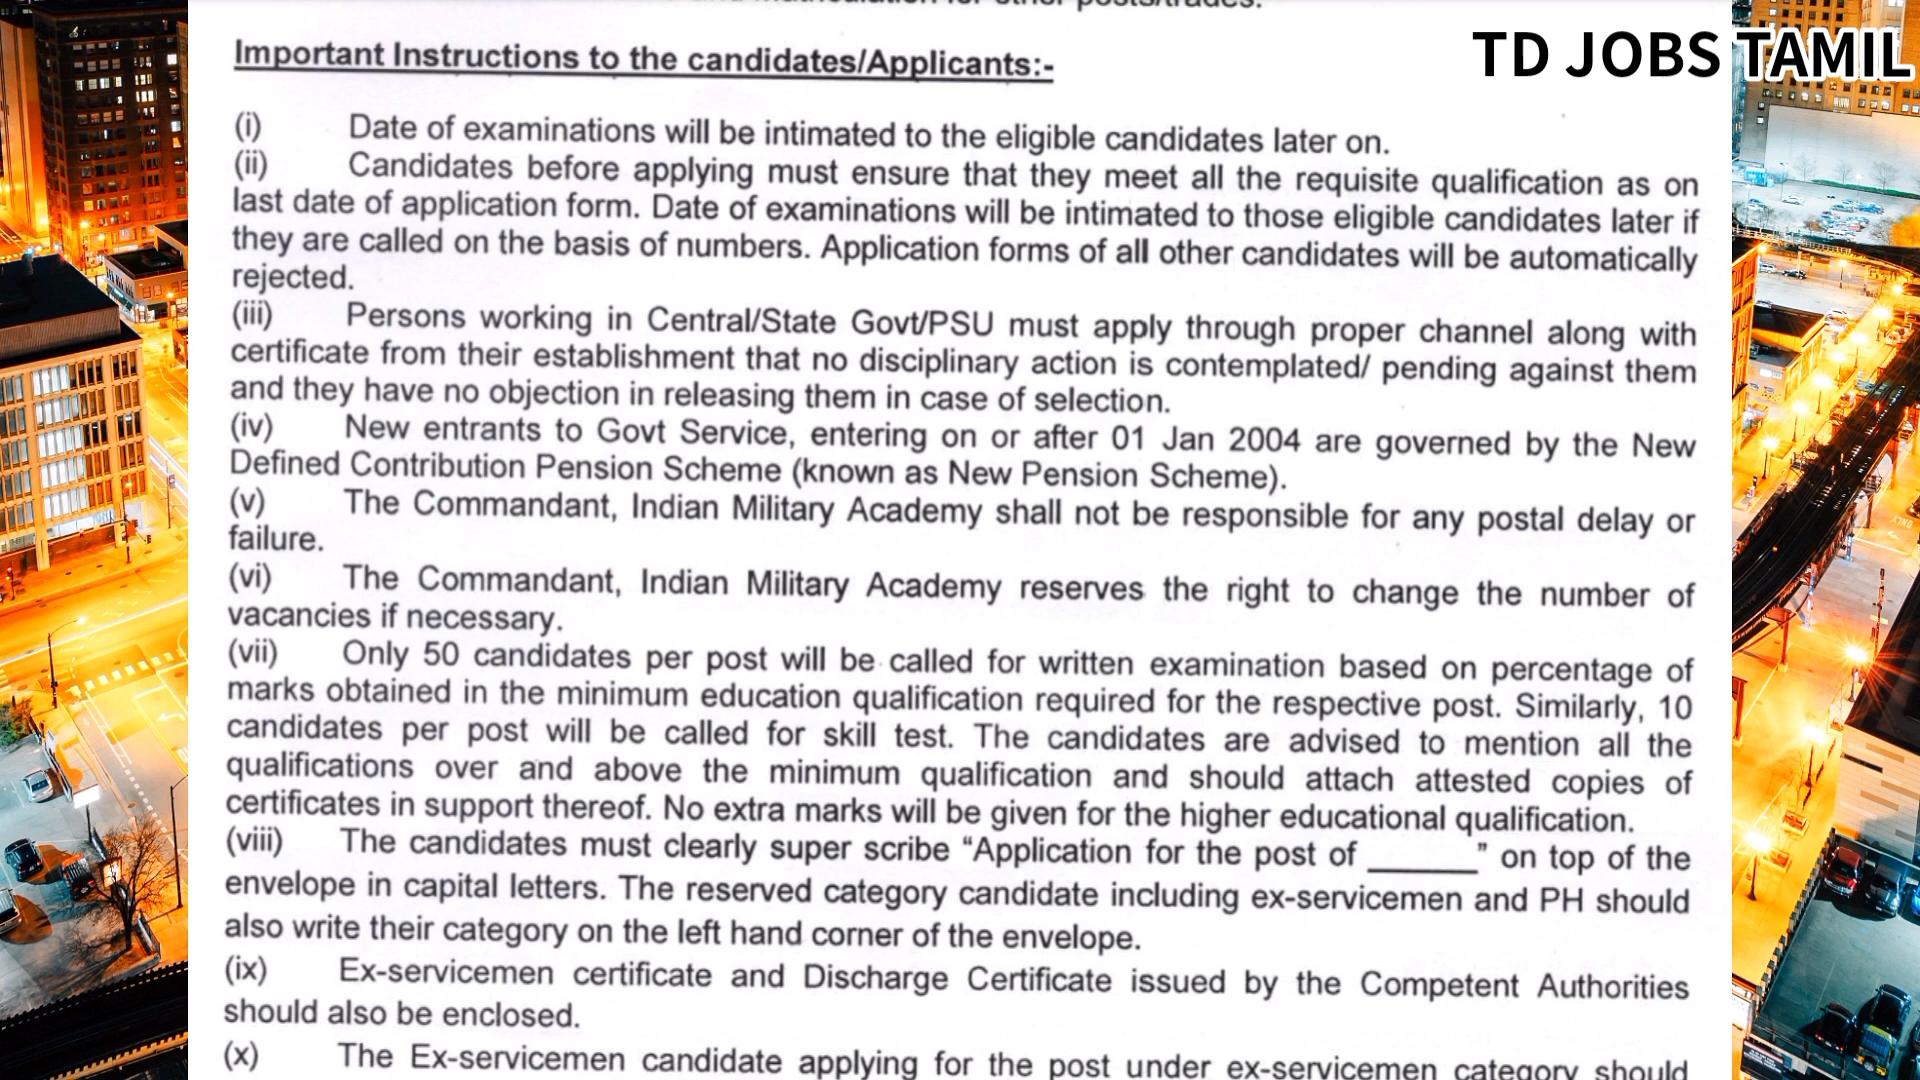 TD JOBS TAMIL
Important Instructions to the candidates/Applicants:-
(i) Date of examinations will be intimated to the eligible candidates later on.
(ii) Candidates before applying must ensure that they meet all the requisite qualification as on
last date of application form. Date of examinations will be intimated to those eligible candidates later if
they are called on the basis of numbers. Application forms of all other candidates will be automatically
rejected.
(iii) Persons working in Central/State Govt/PSU must apply through proper channel along with
certificate from their establishment that no disciplinary action is contemplated/ pending against them
and they have no objection in releasing them in case of selection.
(iv) New entrants to Govt Service, entering on or after 01 Jan 2004 are governed by the New
Defined Contribution Pension Scheme (known as New Pension Scheme).
(v) The Commandant, Indian Military Academy shall not be responsible for any postal delay or
failure.
(vi) The Commandant, Indian Military Academy reserves the right to change the number of
vacancies if necessary.
(vii) Only 50 candidates per post will be called for written examination based on percentage of
marks obtained in the minimum education qualification required for the respective post. Similarly, 10
candidates per post will be called for skill test. The candidates are advised to mention all the
qualifications over and above the minimum qualification and should attach attested copies of
certificates in support thereof. No extra marks will be given for the higher educational qualification.
(viii) The candidates must clearly super scribe “Application for the post of _______” on top of the
envelope in capital letters. The reserved category candidate including ex-servicemen and PH should
also write their category on the left hand corner of the envelope.
(ix) Ex-servicemen certificate and Discharge Certificate issued by the Competent Authorities
should also be enclosed.
(x) The Ex-servicemen candidate applying for the post under ex-servicemen category should